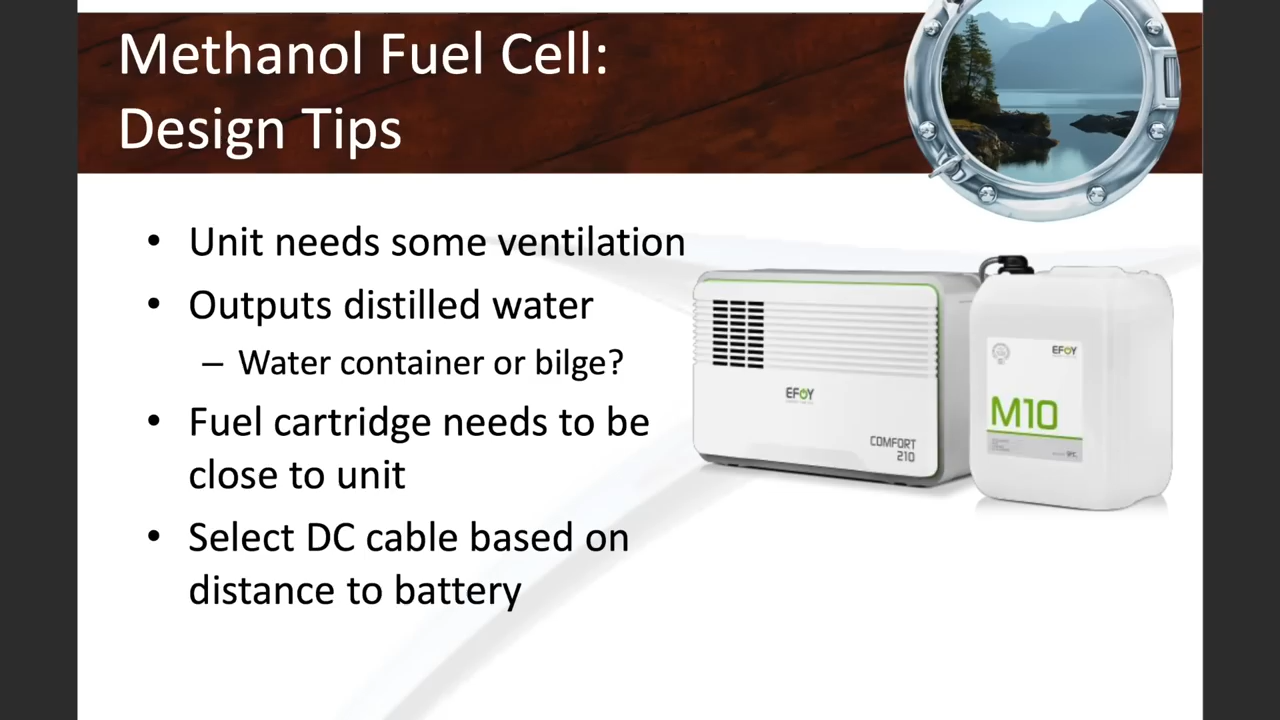 Methanol Fuel Cell:
Design Tips
• Unit needs some ventilation
• Outputs distilled water
– Water container or bilge?
• Fuel cartridge needs to be
close to unit
• Select DC cable based on
distance to battery
EFOY
COMFORT
210
EFOY
M10